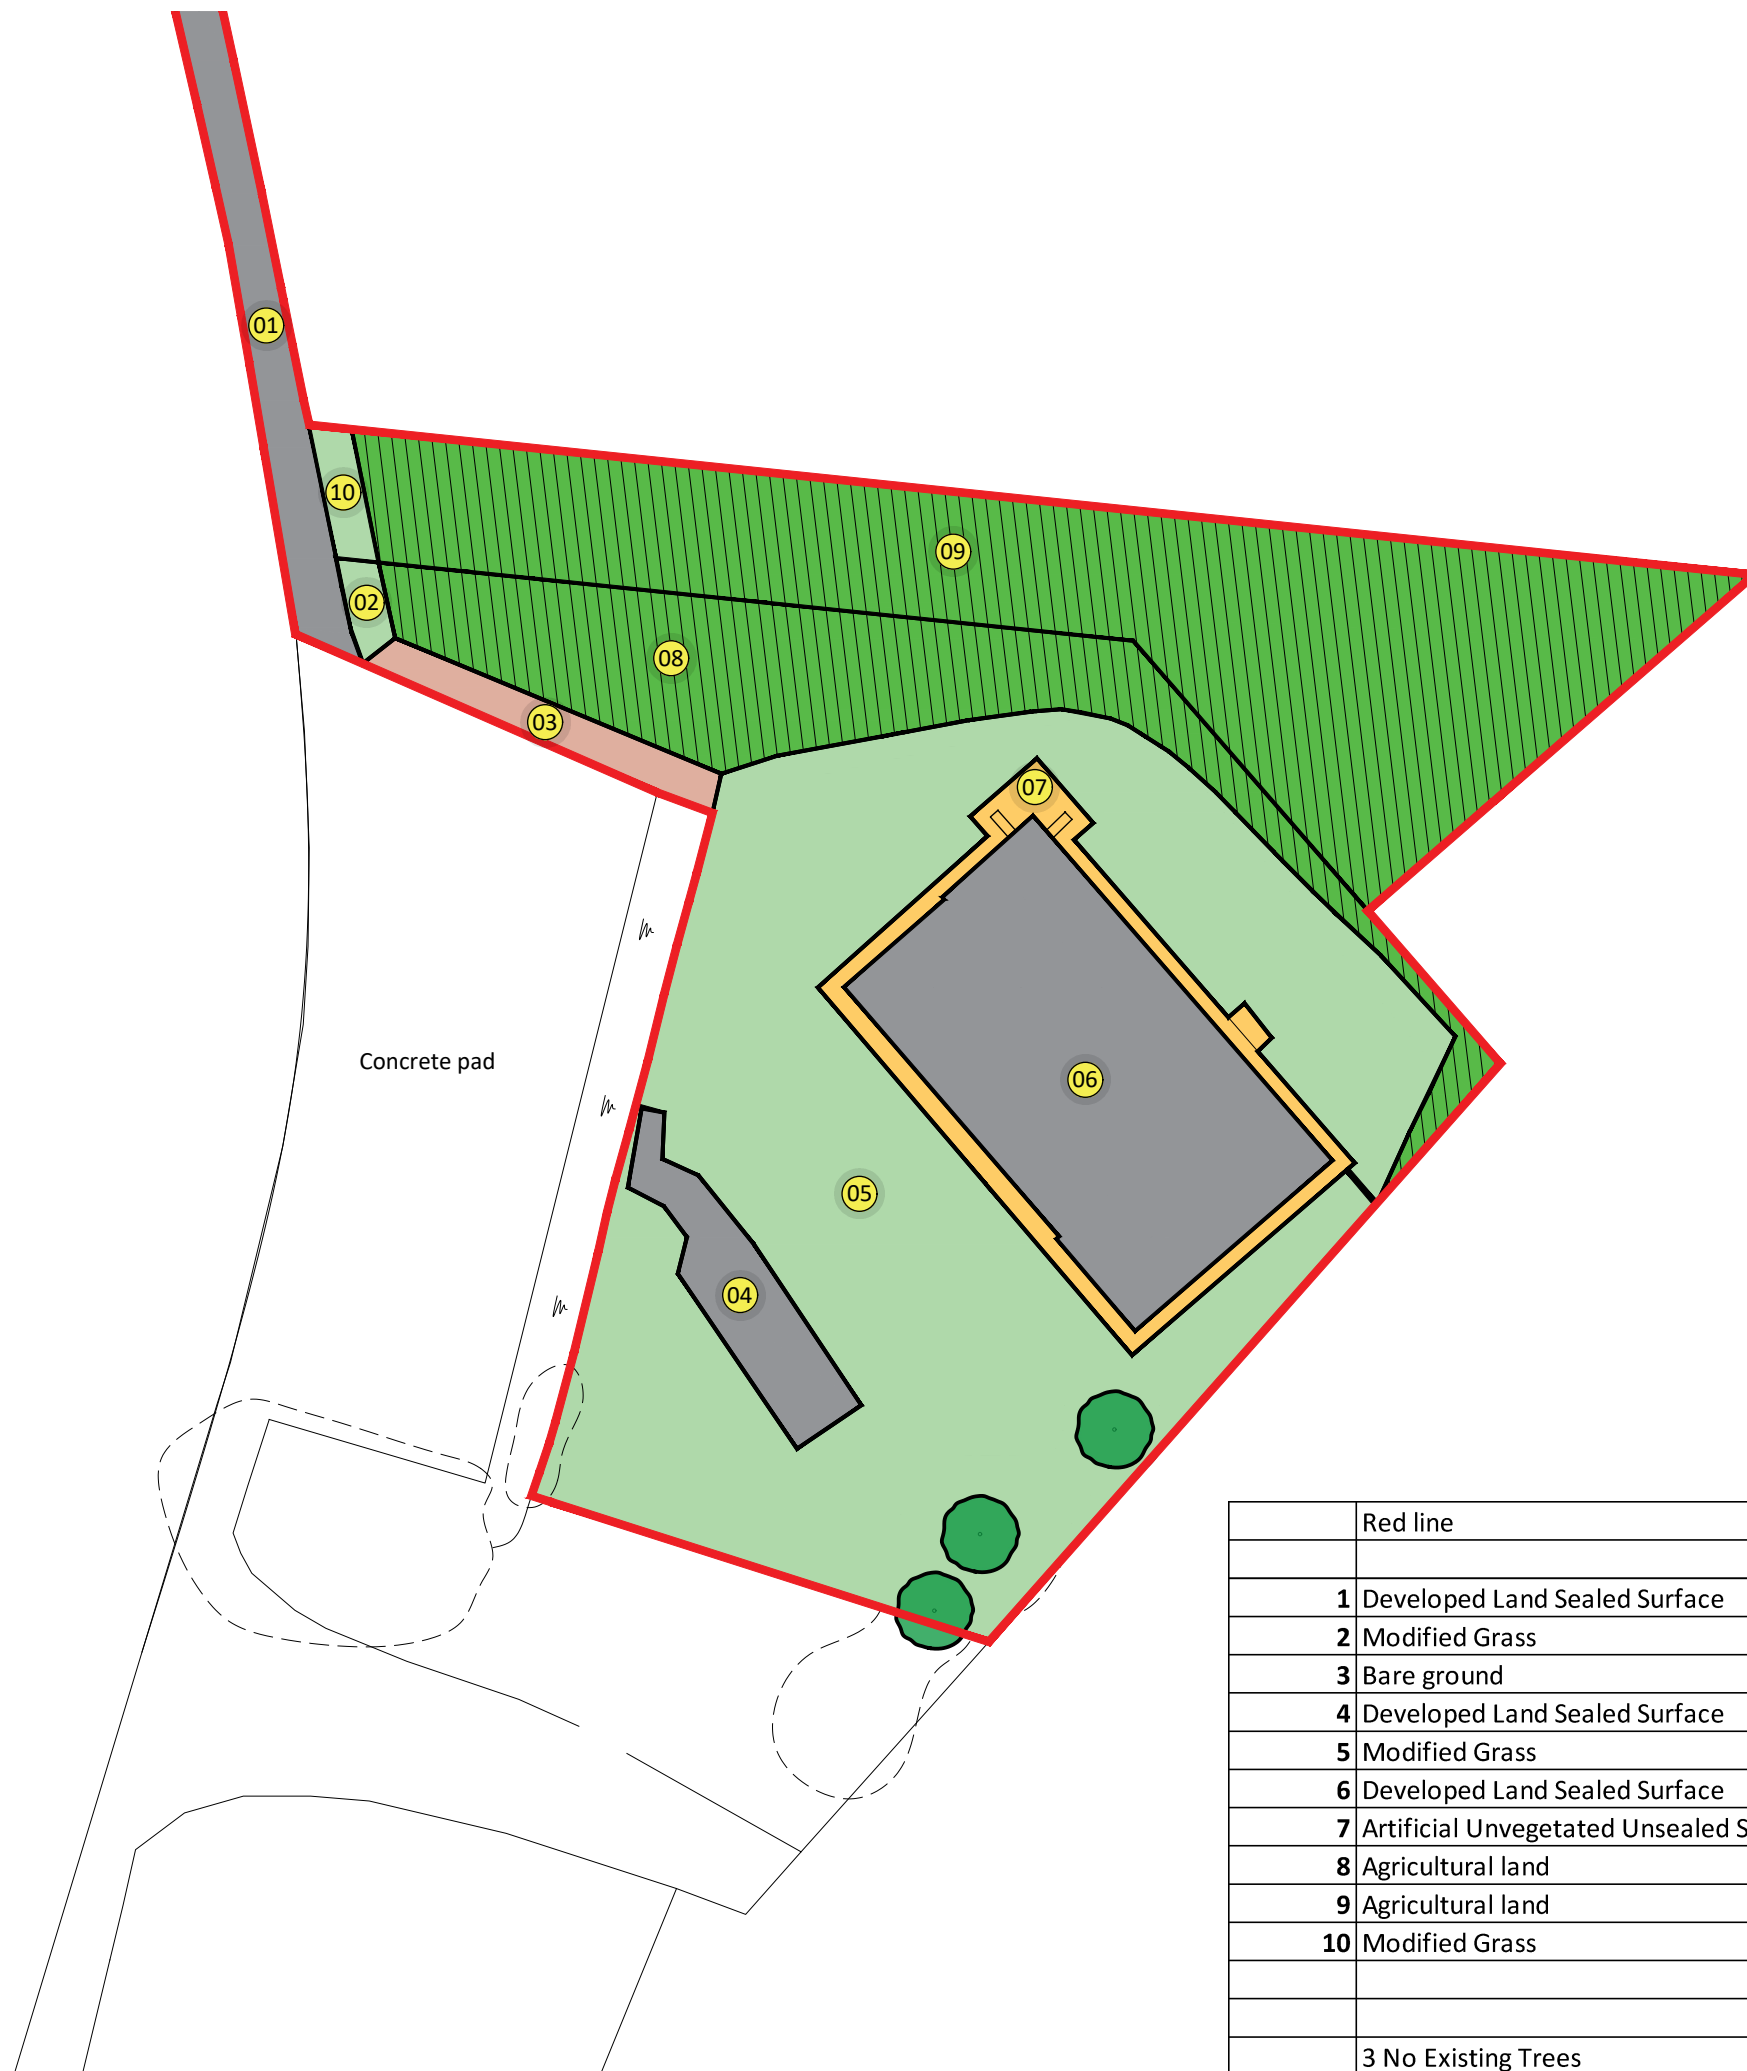 01
10
09
02
08
03
07
Concrete pad
06
05
04
Red line
1 Developed Land Sealed Surface
2 Modified Grass
3 Bare ground
4 Developed Land Sealed Surface
5 Modified Grass
6 Developed Land Sealed Surface
7 Artificial Unvegetated Unsealed S
8 Agricultural land
9 Agricultural land
10 Modified Grass
3 No Existing Trees